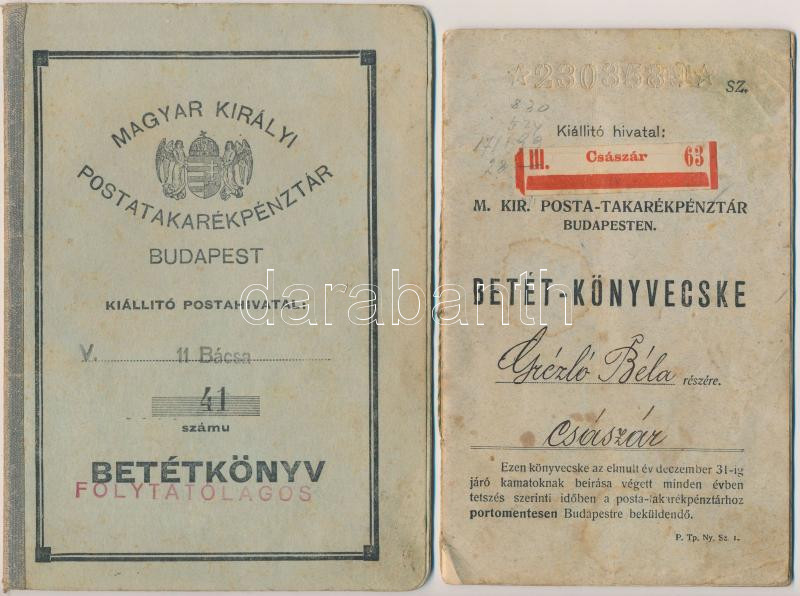 MAGYAR KIRÁLYI
POSTATAKARÉKPÉNZTÁR
BUDAPEST
KIÁLLITÓ POSTAHIVATAL:
V. 11 Bácsa
41
számu
BETÉTKÖNYV
FOLYTATÓLAGOS
SZ.
830
Kiállitó hivatal:
III. Császár 63
M. KIR. POSTA-TAKARÉKPÉNZTÁR
BUDAPESTEN.
BETÉT-KÖNYVECSKE
Grézló Béla részére.
Császár
Ezen könyvecske az elmult év deczember 31-ig
járó kamatoknak beirása végett minden évben
tetszés szerinti időben a posta-takarékpénztárhoz
portomentesen Budapestre beküldendő.
P. Tp. Ny. Sz. 1.
darabanth